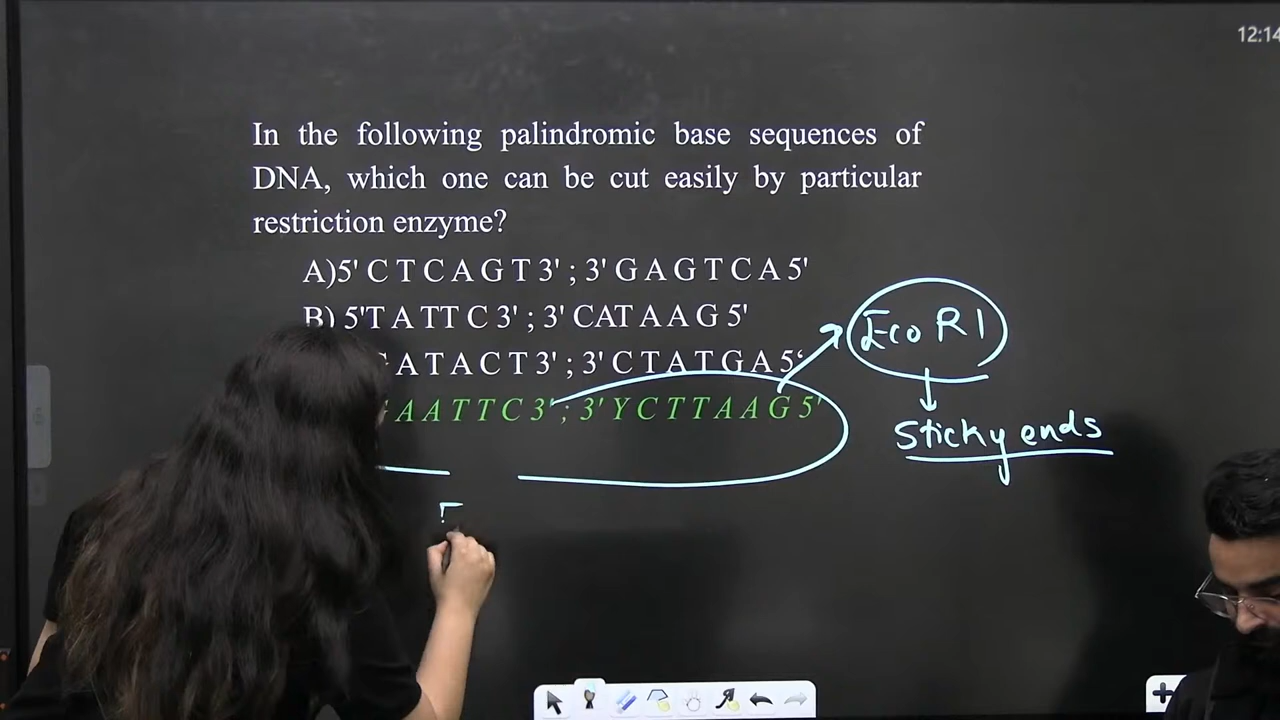 12:14
In the following palindromic base sequences of
DNA, which one can be cut easily by particular
restriction enzyme?
A)5' C T C A G T 3' ; 3' G A G T C A 5'
B) 5'T A TT C 3' ; 3' CAT A A G 5'
A T A C T 3' ; 3' C T A T G A 5‘
A A T T C 3' ; 3' Y C T T A A G 5'
Eco R1
Sticky ends